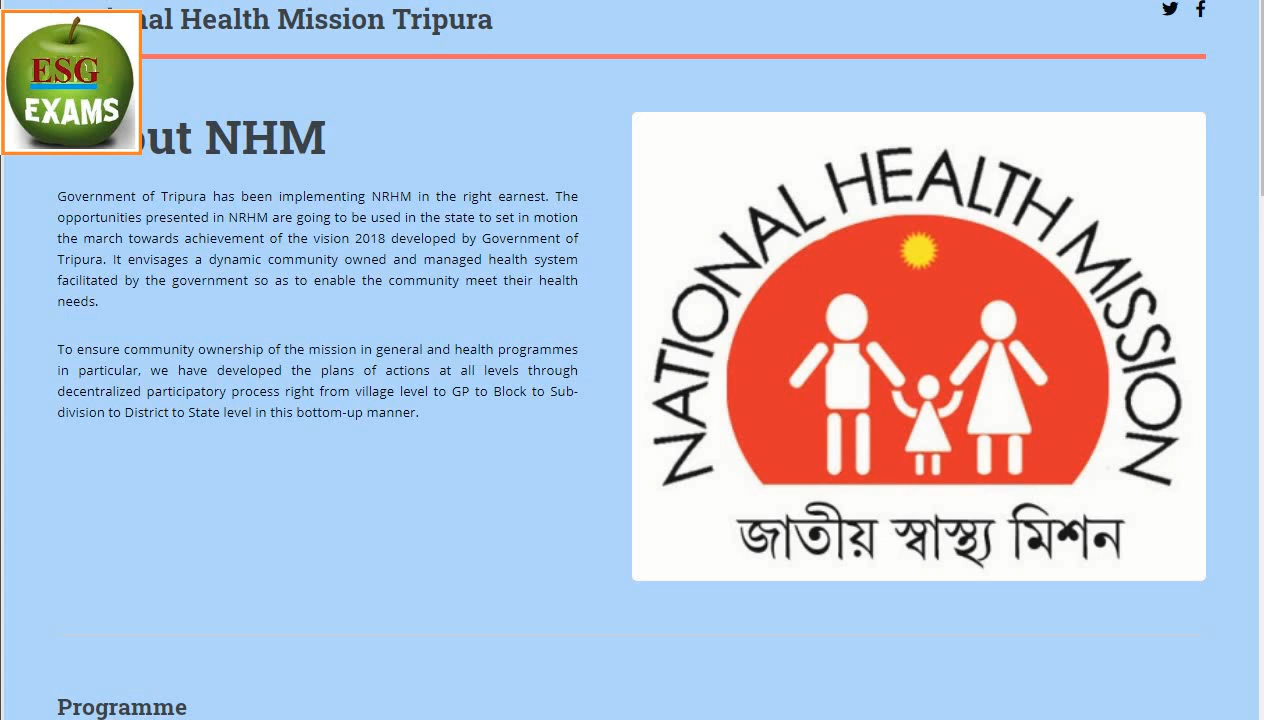 nal Health Mission Tripura
ESG
EXAMS
out NHM
Government of Tripura has been implementing NRHM in the right earnest. The
opportunities presented in NRHM are going to be used in the state to set in motion
the march towards achievement of the vision 2018 developed by Government of
Tripura. It envisages a dynamic community owned and managed health system
facilitated by the government so as to enable the community meet their health
needs.
To ensure community ownership of the mission in general and health programmes
in particular, we have developed the plans of actions at all levels through
decentralized participatory process right from village level to GP to Block to Sub-
division to District to State level in this bottom-up manner.
NATIONAL HEALTH MISSION
জাতীয় স্বাস্থ্য মিশন
Programme